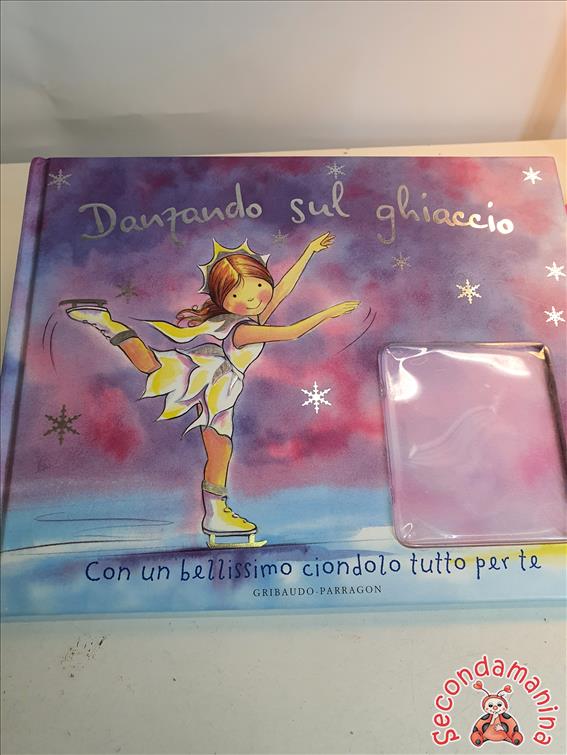 Danzando sul ghiaccio
Con un bellissimo ciondolo tutto per te
GRIBAUDO-PARRAGON
Secondamanina